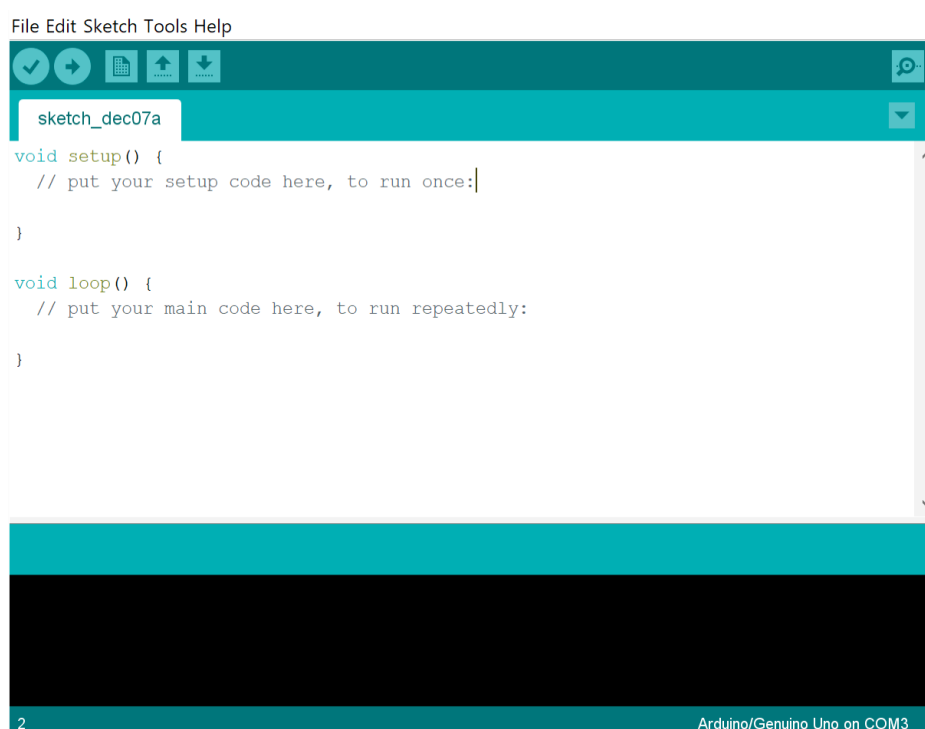 File Edit Sketch Tools Help
sketch_dec07a
void setup() {
  // put your setup code here, to run once:
}
void loop() {
  // put your main code here, to run repeatedly:
}
2
Arduino/Genuino Uno on COM3